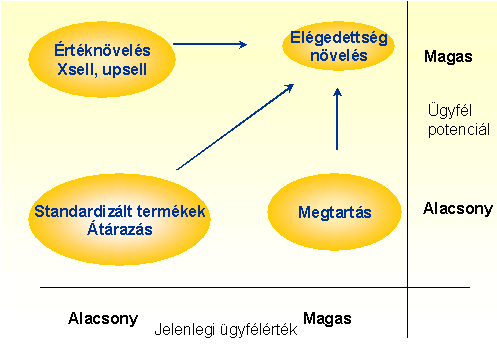 Értéknövelés
Xsell, upsell
Elégedettség
növelés
Magas
Ügyfél
potenciál
Standardizált termékek
Átárazás
Megtartás
Alacsony
Alacsony
Jelenlegi ügyfélérték
Magas